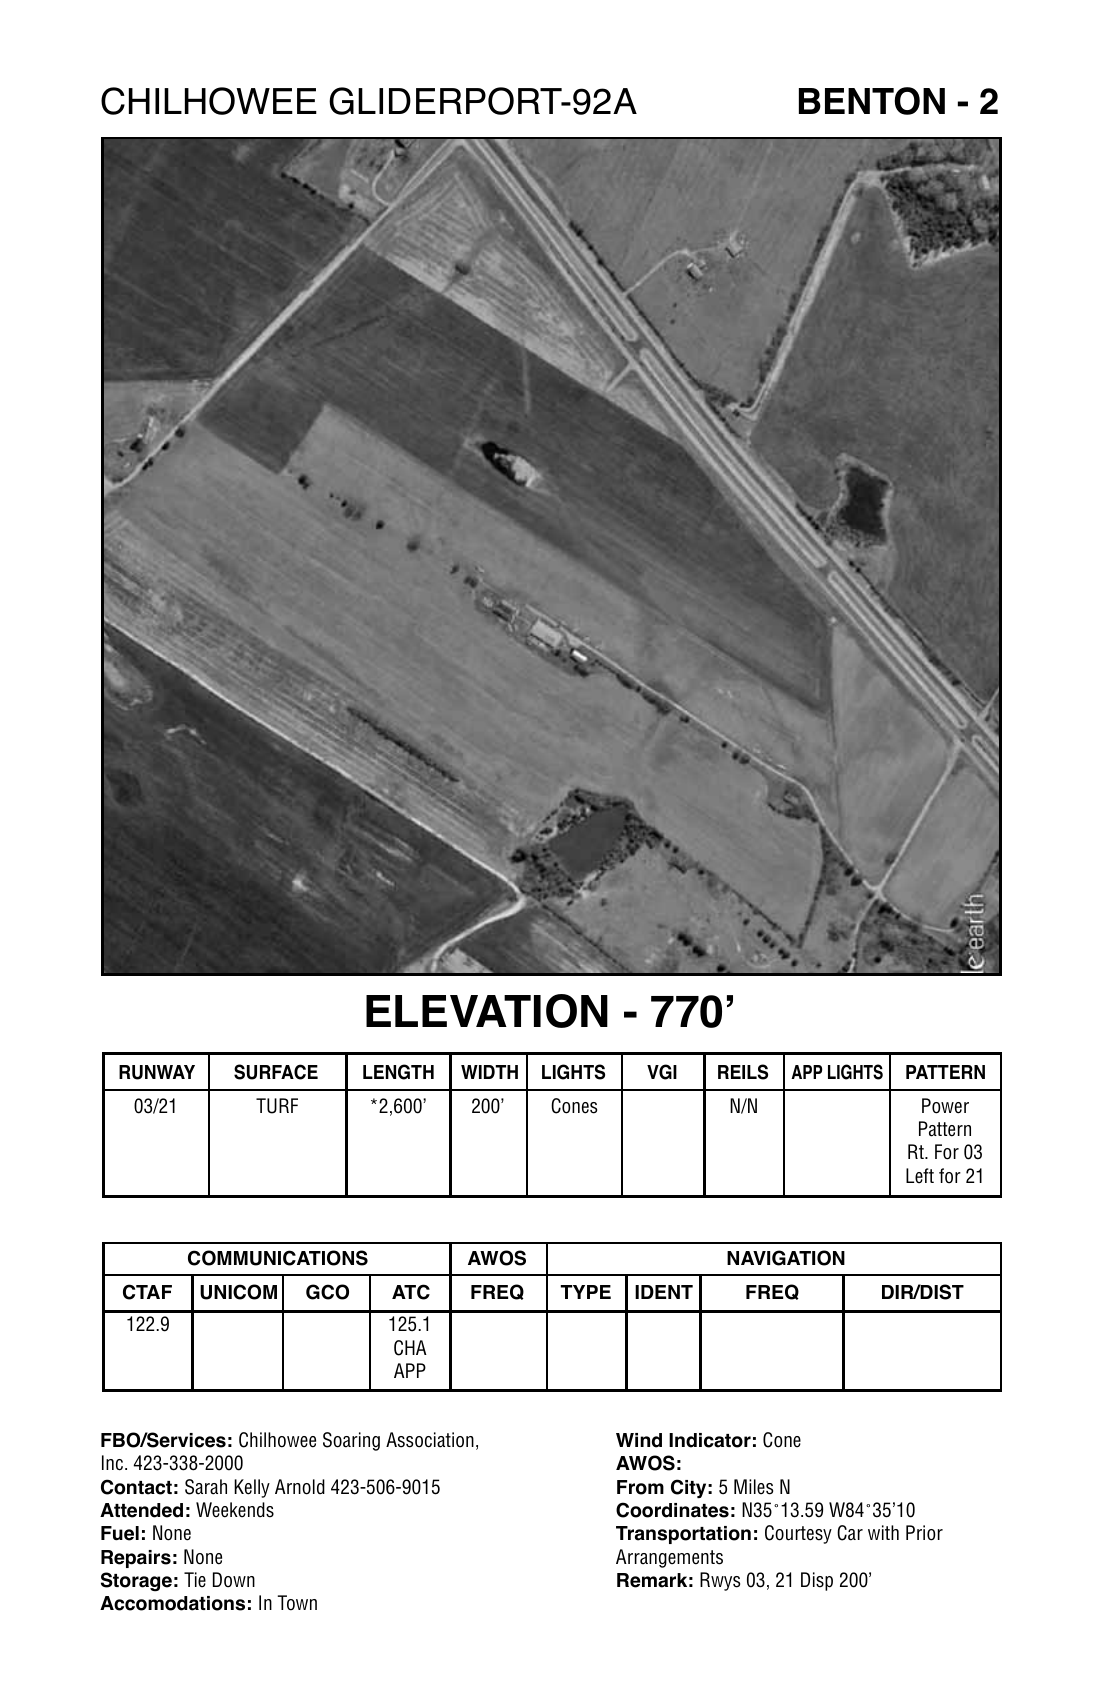 CHILHOWEE GLIDERPORT-92A BENTON - 2
earth
ELEVATION - 770’
RUNWAY SURFACE LENGTH WIDTH LIGHTS VGI REILS APP LIGHTS PATTERN
03/21 TURF *2,600’ 200’ Cones N/N Power
Pattern
Rt. For 03
Left for 21
COMMUNICATIONS AWOS NAVIGATION
CTAF UNICOM GCO ATC FREQ TYPE IDENT FREQ DIR/DIST
122.9 125.1
CHA
APP
FBO/Services: Chilhowee Soaring Association,
Inc. 423-338-2000
Contact: Sarah Kelly Arnold 423-506-9015
Attended: Weekends
Fuel: None
Repairs: None
Storage: Tie Down
Accomodations: In Town
Wind Indicator: Cone
AWOS:
From City: 5 Miles N
Coordinates: N35˚13.59 W84˚35’10
Transportation: Courtesy Car with Prior
Arrangements
Remark: Rwys 03, 21 Disp 200’